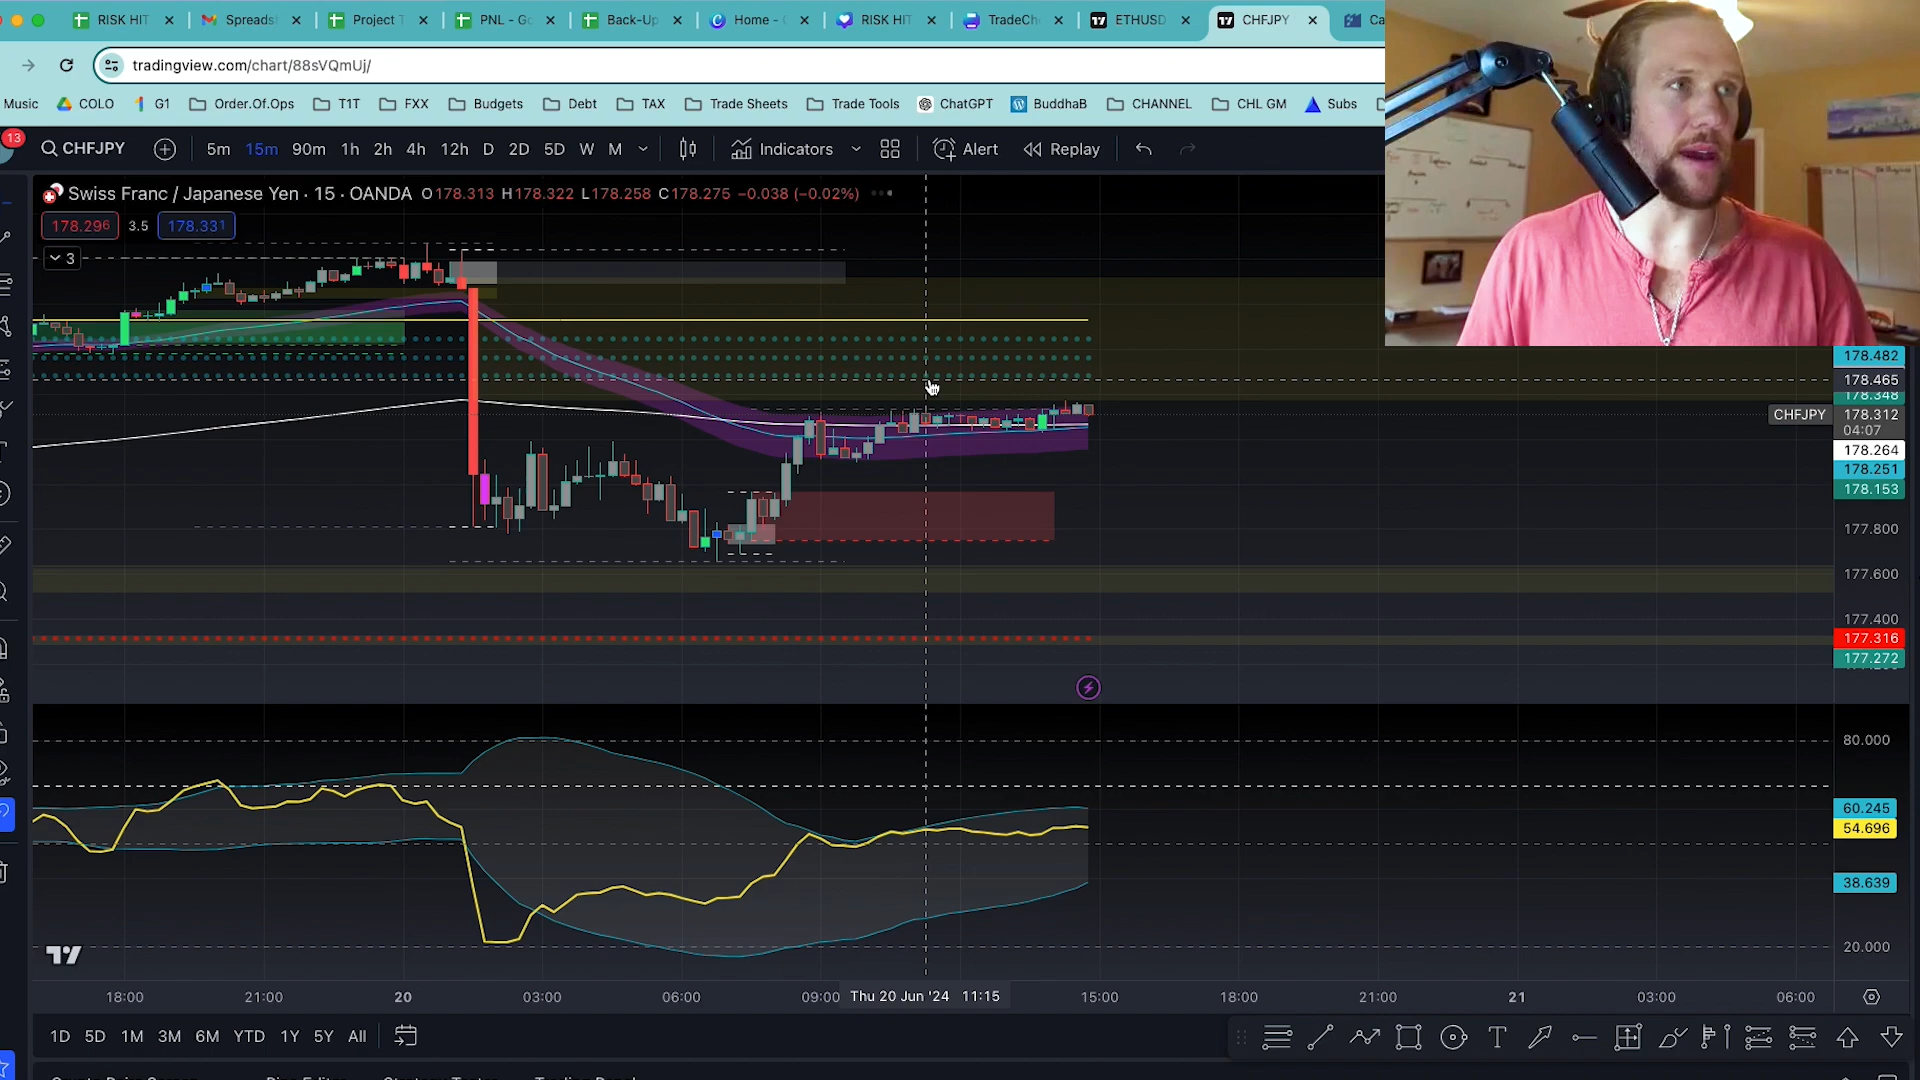 RISK HIT
Spreads
Project T
PNL - Go
Back-Up
Home -
RISK HIT
TradeCh
ETHUSD
CHFJPY
Ca
tradingview.com/chart/88sVQmUj/
Music
COLO
G1
Order.Of.Ops
T1T
FXX
Budgets
Debt
TAX
Trade Sheets
Trade Tools
ChatGPT
BuddhaB
CHANNEL
CHL GM
Subs
13
CHFJPY
5m 15m 90m 1h 2h 4h 12h D 2D 5D W M
Indicators
Alert
Replay
Swiss Franc / Japanese Yen · 15 · OANDA O178.313 H178.322 L178.258 C178.275 −0.038 (−0.02%)
178.296 3.5 178.331
3
178.482
178.465
178.348
CHFJPY 178.312
04:07
178.264
178.251
178.153
177.800
177.600
177.400
177.316
177.272
80.000
60.245
54.696
38.639
20.000
18:00 21:00 20 03:00 06:00 09:00 Thu 20 Jun '24 11:15 15:00 18:00 21:00 21 03:00 06:00
1D 5D 1M 3M 6M YTD 1Y 5Y All